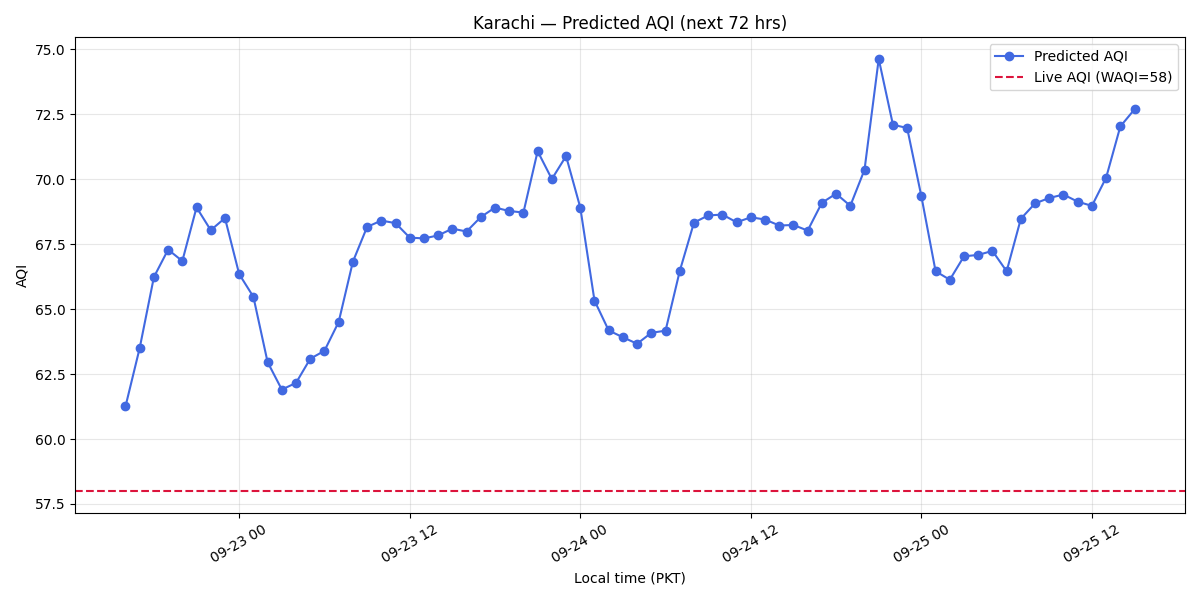 Karachi — Predicted AQI (next 72 hrs)
Predicted AQI
Live AQI (WAQI=58)
AQI
75.0
72.5
70.0
67.5
65.0
62.5
60.0
57.5
09-23 00
09-23 12
09-24 00
09-24 12
09-25 00
09-25 12
Local time (PKT)